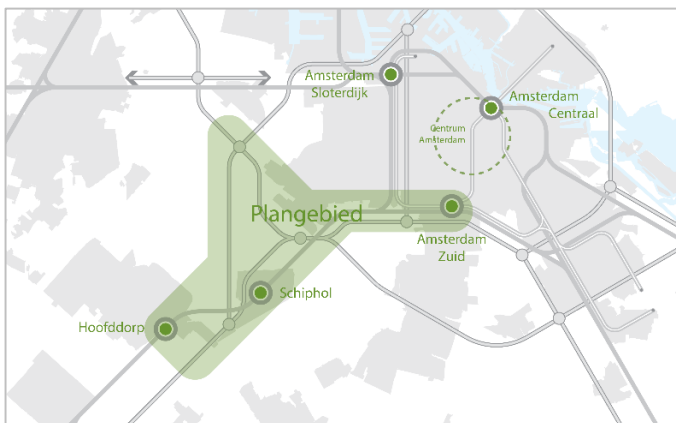 Amsterdam
Sloterdijk
Amsterdam
Centraal
Centrum
Amsterdam
Plangebied
Amsterdam
Zuid
Schiphol
Hoofddorp